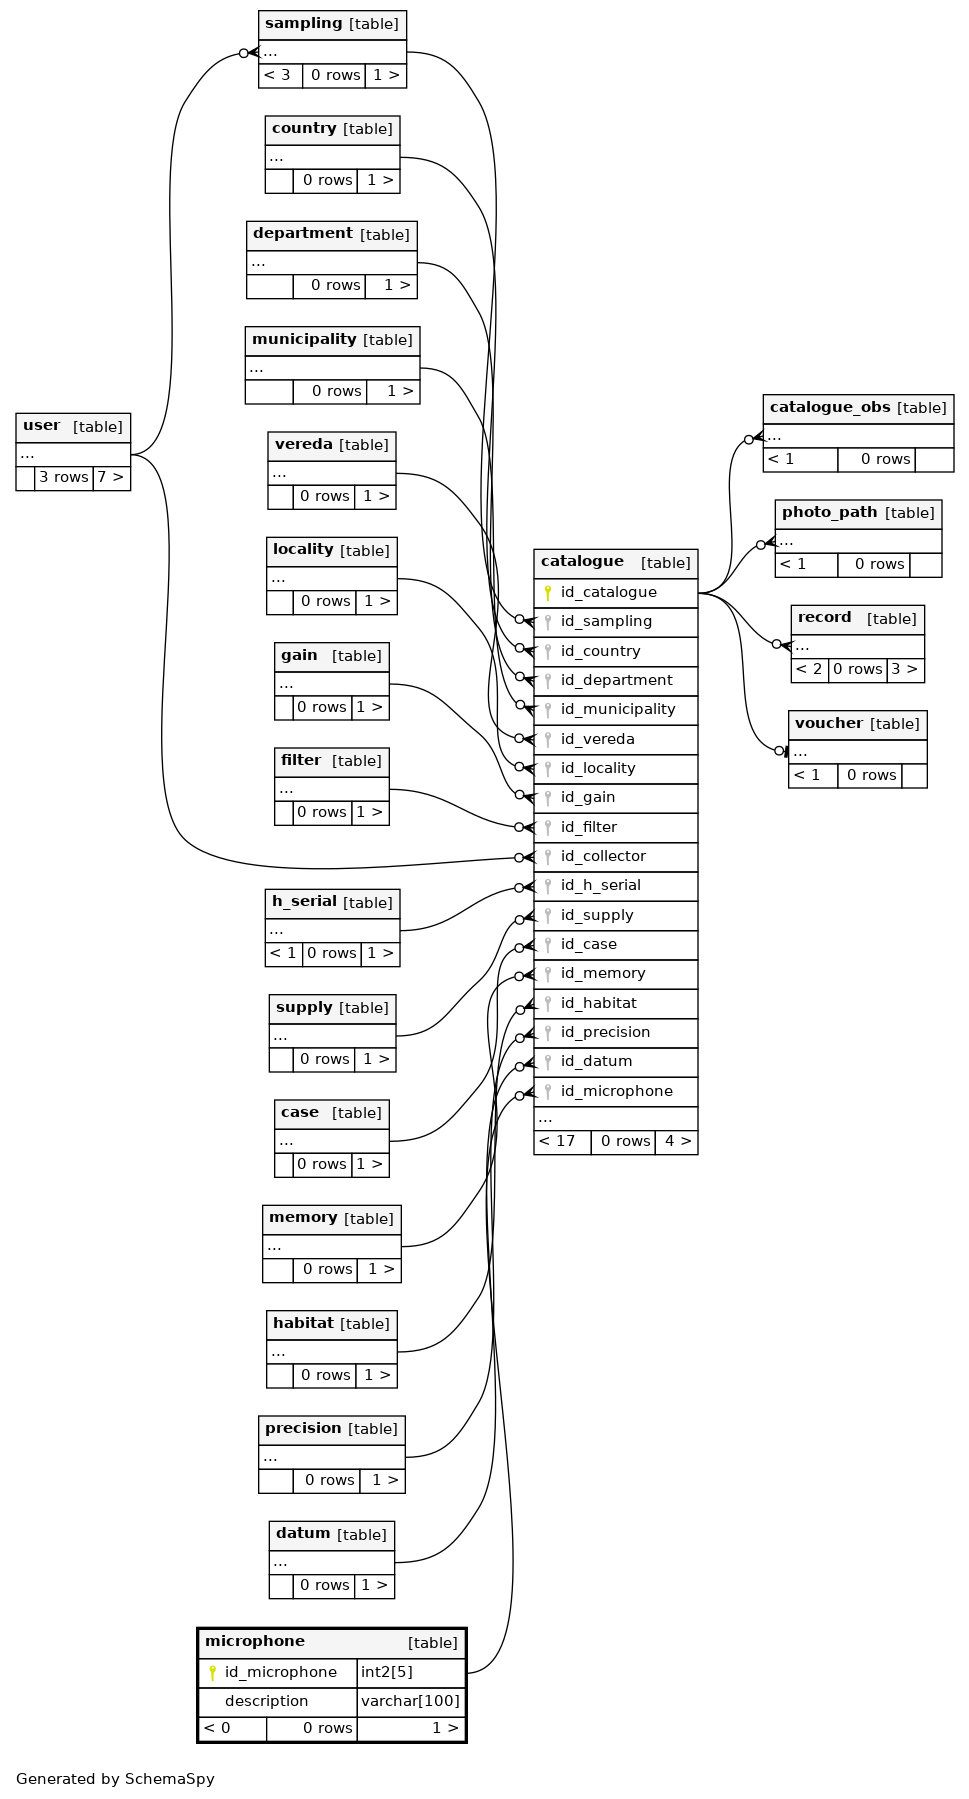 sampling [table]
...
< 3 0 rows 1 >
country [table]
...
0 rows 1 >
department [table]
...
0 rows 1 >
municipality [table]
...
0 rows 1 >
user [table]
...
3 rows 7 >
vereda [table]
...
0 rows 1 >
locality [table]
...
0 rows 1 >
gain [table]
...
0 rows 1 >
filter [table]
...
0 rows 1 >
h_serial [table]
...
< 1 0 rows 1 >
supply [table]
...
0 rows 1 >
case [table]
...
0 rows 1 >
memory [table]
...
0 rows 1 >
habitat [table]
...
0 rows 1 >
precision [table]
...
0 rows 1 >
datum [table]
...
0 rows 1 >
microphone [table]
id_microphone int2[5]
description varchar[100]
< 0 0 rows 1 >
catalogue [table]
id_catalogue
id_sampling
id_country
id_department
id_municipality
id_vereda
id_locality
id_gain
id_filter
id_collector
id_h_serial
id_supply
id_case
id_memory
id_habitat
id_precision
id_datum
id_microphone
...
< 17 0 rows 4 >
catalogue_obs [table]
...
< 1 0 rows
photo_path [table]
...
< 1 0 rows
record [table]
...
< 2 0 rows 3 >
voucher [table]
...
< 1 0 rows
Generated by SchemaSpy